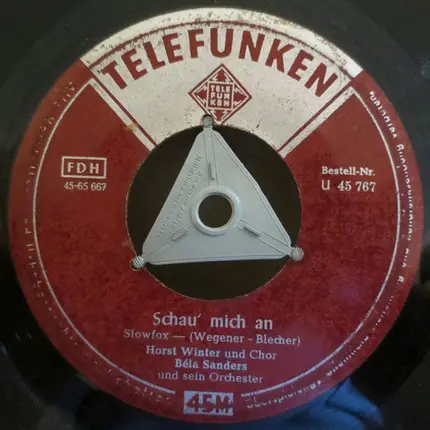 TELEFUNKEN
TELE
FUN
KEN
FDH
45-65 667
Bestell-Nr.
U 45 767
Schau' mich an
Slowfox — (Wegener - Blecher)
Horst Winter und Chor
Béla Sanders
und sein Orchester
45M